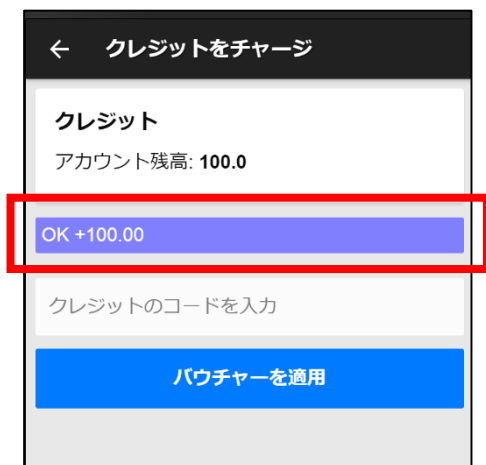 ← クレジットをチャージ
クレジット
アカウント残高: 100.0
OK +100.00
クレジットのコードを入力
バウチャーを適用